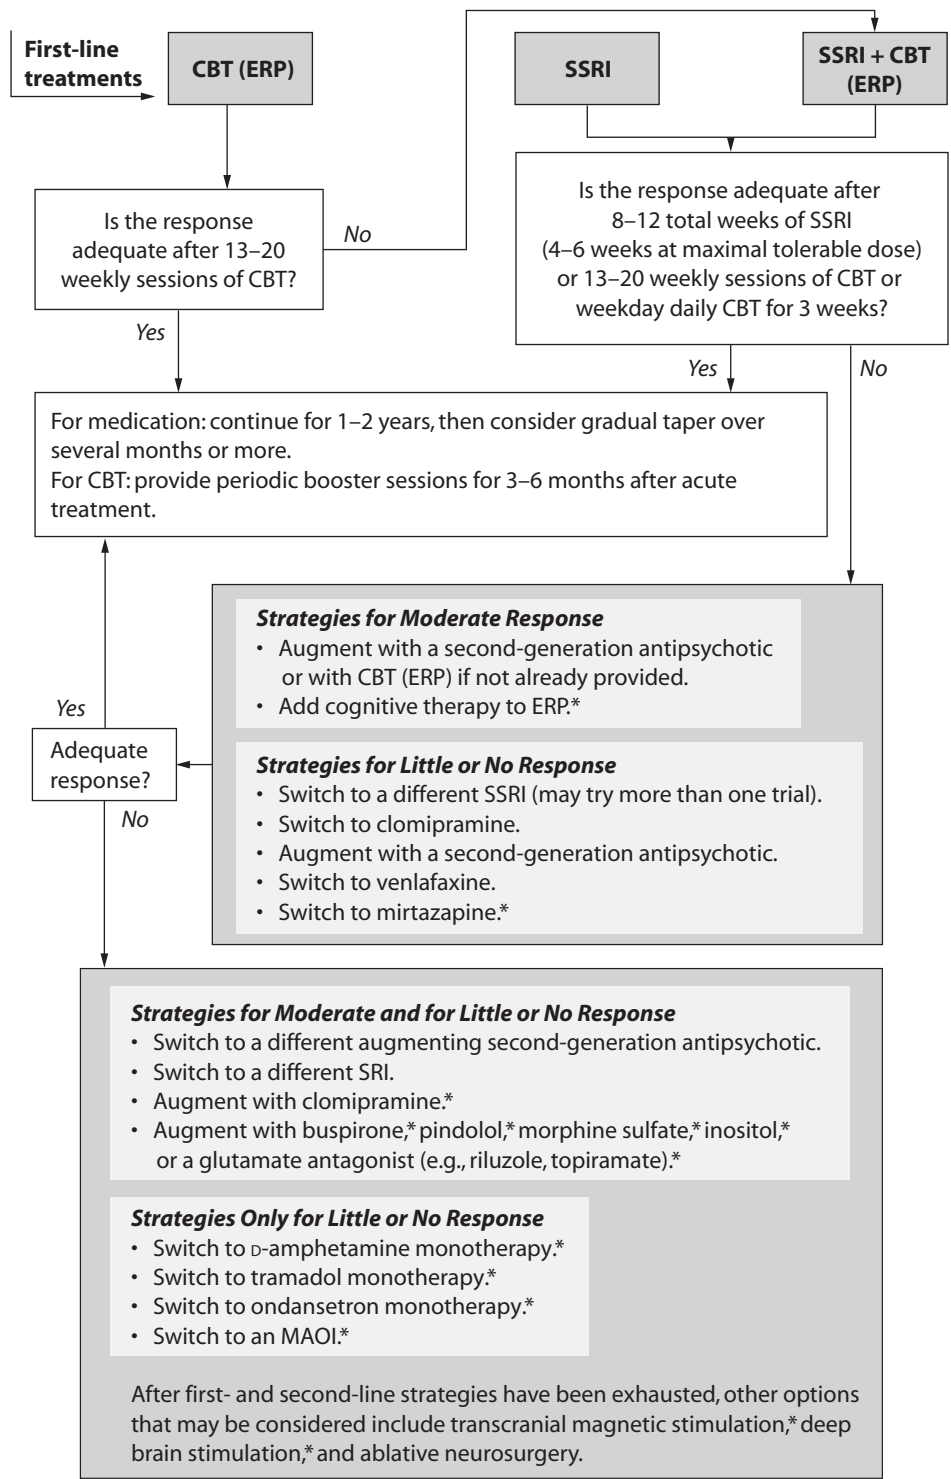 First-line
treatments
CBT (ERP)
SSRI
SSRI + CBT
(ERP)
Is the response
adequate after 13–20
weekly sessions of CBT?
No
Is the response adequate after
8–12 total weeks of SSRI
(4–6 weeks at maximal tolerable dose)
or 13–20 weekly sessions of CBT or
weekday daily CBT for 3 weeks?
Yes
Yes
No
For medication: continue for 1–2 years, then consider gradual taper over
several months or more.
For CBT: provide periodic booster sessions for 3–6 months after acute
treatment.
Strategies for Moderate Response
• Augment with a second-generation antipsychotic
or with CBT (ERP) if not already provided.
• Add cognitive therapy to ERP.*
Yes
Adequate
response?
No
Strategies for Little or No Response
• Switch to a different SSRI (may try more than one trial).
• Switch to clomipramine.
• Augment with a second-generation antipsychotic.
• Switch to venlafaxine.
• Switch to mirtazapine.*
Strategies for Moderate and for Little or No Response
• Switch to a different augmenting second-generation antipsychotic.
• Switch to a different SRI.
• Augment with clomipramine.*
• Augment with buspirone,* pindolol,* morphine sulfate,* inositol,*
or a glutamate antagonist (e.g., riluzole, topiramate).*
Strategies Only for Little or No Response
• Switch to D-amphetamine monotherapy.*
• Switch to tramadol monotherapy.*
• Switch to ondansetron monotherapy.*
• Switch to an MAOI.*
After first- and second-line strategies have been exhausted, other options
that may be considered include transcranial magnetic stimulation,* deep
brain stimulation,* and ablative neurosurgery.